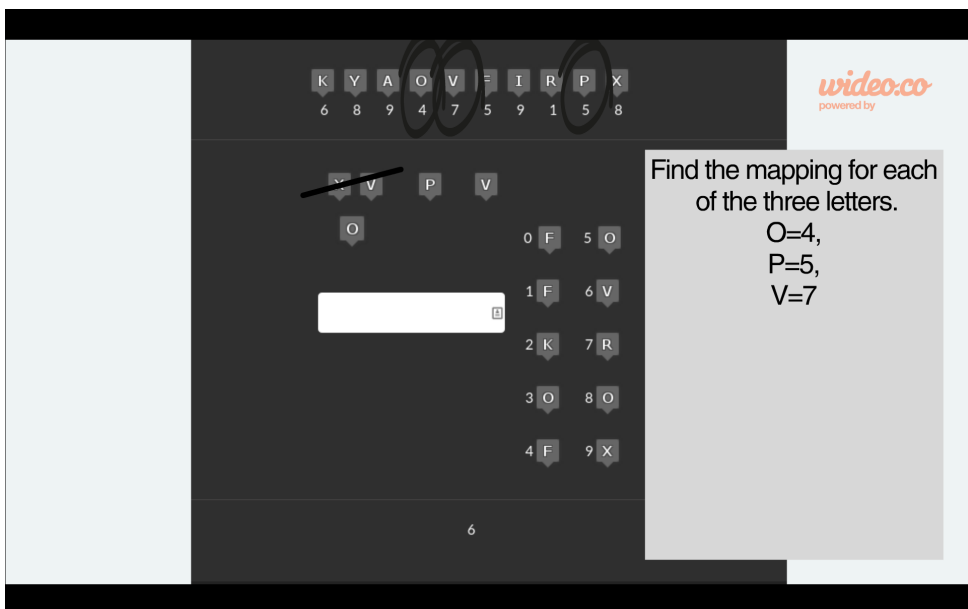 K Y A O V F I R P X
6 8 9 4 7 5 9 1 5 8
wideo.co
powered by
X V P V
O
Find the mapping for each
of the three letters.
O=4,
P=5,
V=7
0 F 5 O
1 F 6 V
2 K 7 R
3 O 8 O
4 F 9 X
6